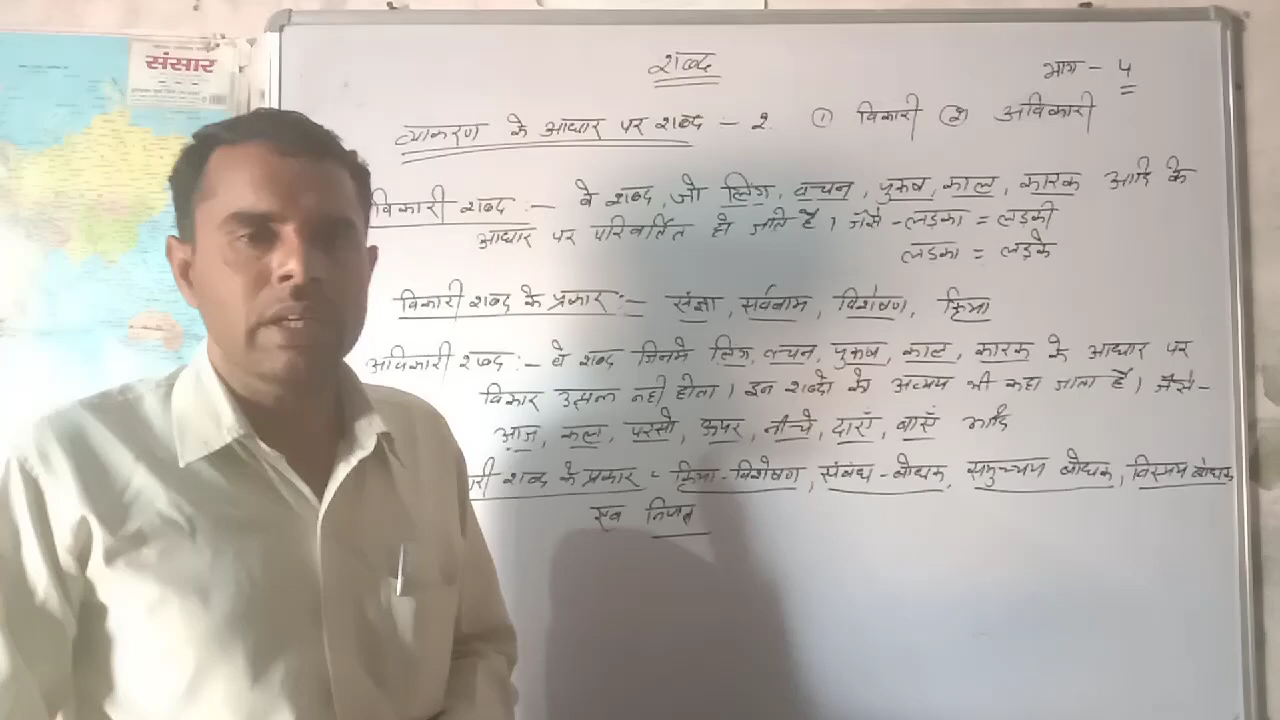 संसार
शब्द
भाग - ५
व्याकरण के आधार पर शब्द :- २. ① विकारी ② अविकारी
विकारी शब्द :- वे शब्द, जो लिंग, वचन, पुरुष, काल, कारक आदि के
आधार पर परिवर्तित हो जाते है। जैसे - लड़का = लड़की
लड़का = लड़के
विकारी शब्द के प्रकार :- संज्ञा, सर्वनाम, विशेषण, क्रिया
अविकारी शब्द :- वे शब्द जिनमे लिंग, वचन, पुरुष, काल, कारक के आधार पर
विकार उत्पन्न नही होता। इन शब्दो को अव्यय भी कहा जाता है। जैसे -
आज, कल, परसो, ऊपर, नीचे, दाएँ, बाएँ आदि
री शब्द के प्रकार - क्रिया-विशेषण, संबंध-बोधक, समुच्चय बोधक, विस्मय बोधक
एव निपात